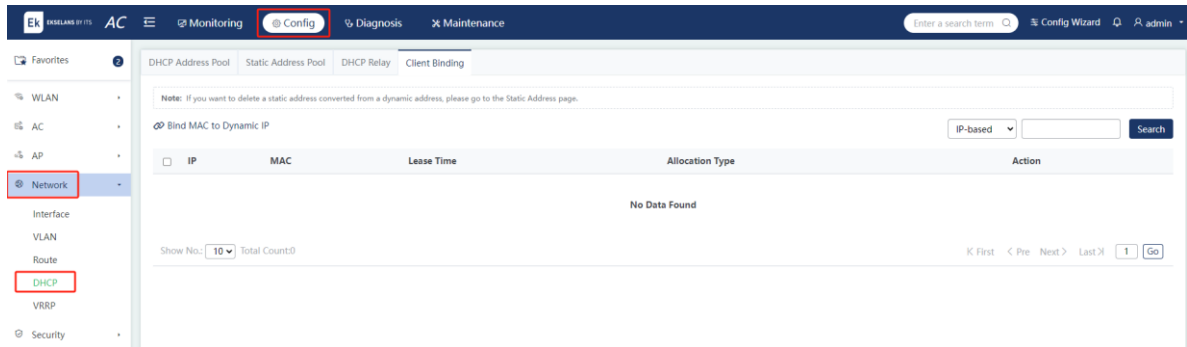 Ek EKSELANS BY ITS AC Monitoring Config Diagnosis Maintenance Enter a search term Config Wizard admin
Favorites 2
WLAN
AC
AP
Network
Interface
VLAN
Route
DHCP
VRRP
Security
DHCP Address Pool Static Address Pool DHCP Relay Client Binding
Note: If you want to delete a static address converted from a dynamic address, please go to the Static Address page.
Bind MAC to Dynamic IP IP-based Search
IP MAC Lease Time Allocation Type Action
No Data Found
Show No.: 10 Total Count:0 First Pre Next Last 1 Go